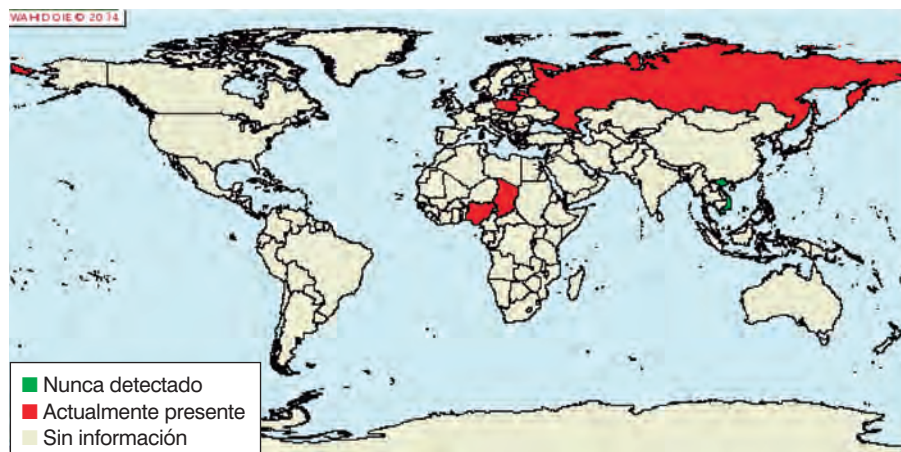 WAHID OIE © 2014
Nunca detectado
Actualmente presente
Sin información